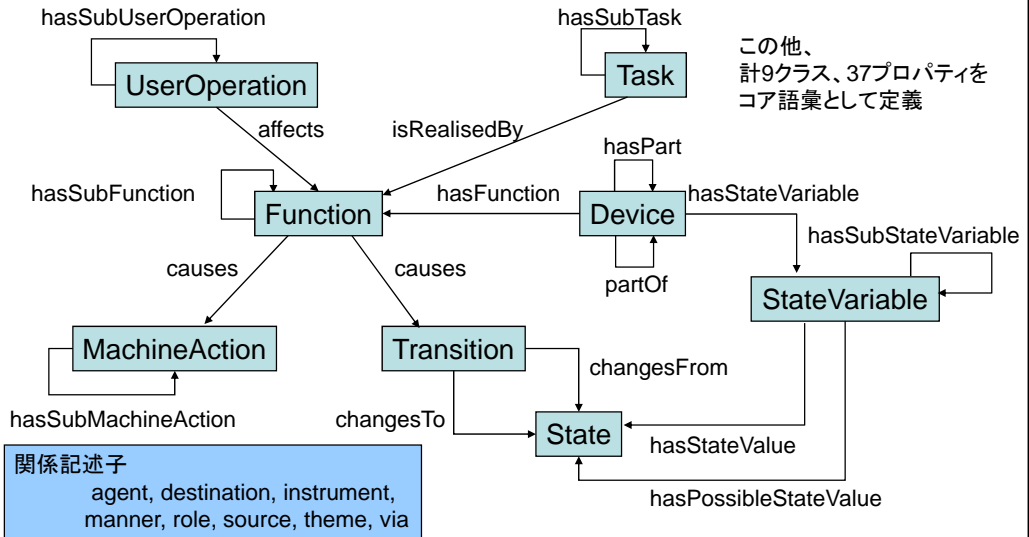 hasSubUserOperation
hasSubTask
この他、
計9クラス、37プロパティを
コア語彙として定義
UserOperation
Task
affects
isRealisedBy
hasPart
hasSubFunction
hasFunction
hasStateVariable
Function
Device
hasSubStateVariable
causes
causes
partOf
StateVariable
MachineAction
Transition
changesFrom
hasSubMachineAction
changesTo
State
hasStateValue
関係記述子
agent, destination, instrument,
manner, role, source, theme, via
hasPossibleStateValue